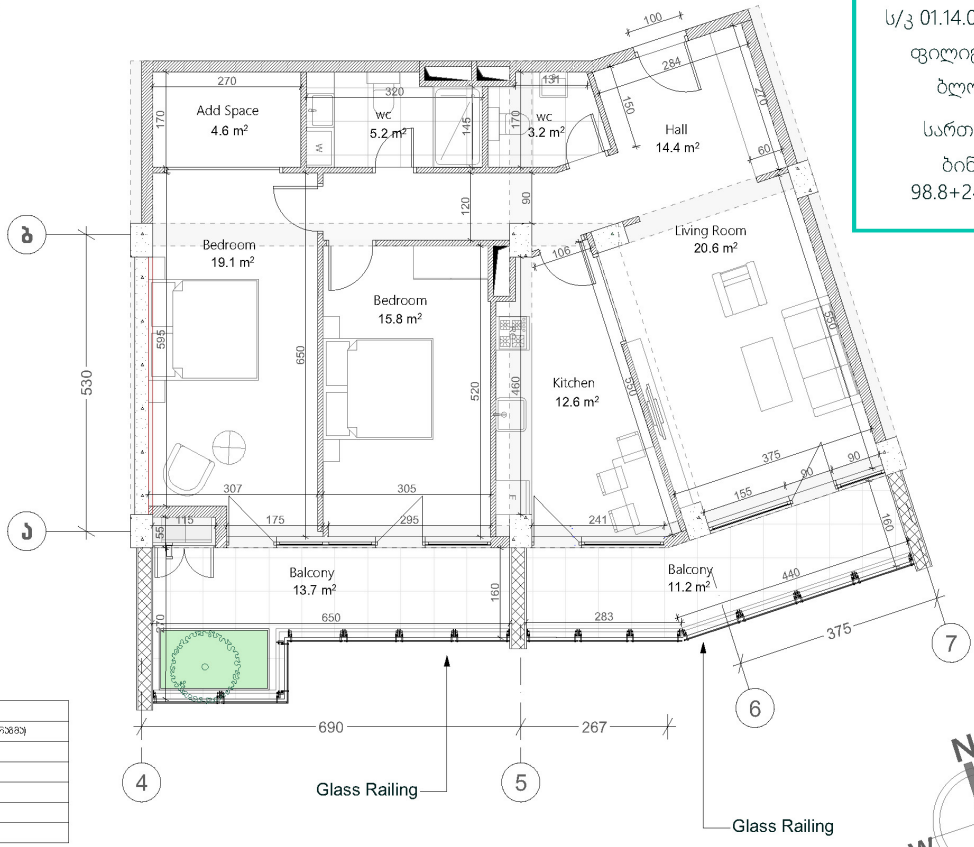 ს/კ 01.14.0
98.8+2
100
284
270
150
60
270
170
Add Space
4.6 m²
320
wc
5.2 m²
145
W
131
170
wc
3.2 m²
Hall
14.4 m²
120
90
ბ
Bedroom
19.1 m²
Living Room
20.6 m²
106
Bedroom
15.8 m²
550
595
650
530
520
460
Kitchen
12.6 m²
550
375
155
90
90
307
305
ა
115
55
175
295
241
160
Balcony
13.7 m²
160
Balcony
11.2 m²
440
270
650
283
375
7
6
690
267
4
5
Glass Railing
Glass Railing
N
W